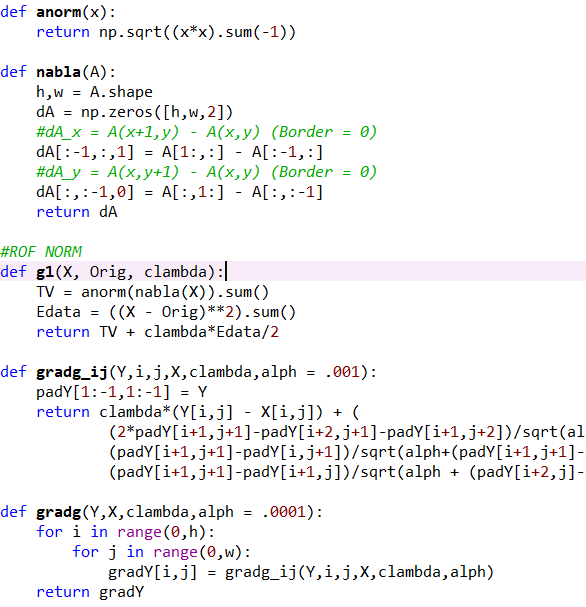 def anorm(x):
    return np.sqrt((x*x).sum(-1))

def nabla(A):
    h,w = A.shape
    dA = np.zeros([h,w,2])
    #dA_x = A(x+1,y) - A(x,y) (Border = 0)
    dA[:-1,:,1] = A[1:,:] - A[:-1,:]
    #dA_y = A(x,y+1) - A(x,y) (Border = 0)
    dA[:,:-1,0] = A[:,1:] - A[:,:-1]
    return dA

#ROF NORM
def g1(X, Orig, clambda):
    TV = anorm(nabla(X)).sum()
    Edata = ((X - Orig)**2).sum()
    return TV + clambda*Edata/2

def gradg_ij(Y,i,j,X,clambda,alph = .001):
    padY[1:-1,1:-1] = Y
    return clambda*(Y[i,j] - X[i,j]) + (
            (2*padY[i+1,j+1]-padY[i+2,j+1]-padY[i+1,j+2])/sqrt(al
            (padY[i+1,j+1]-padY[i,j+1])/sqrt(alph+(padY[i+1,j+1]-
            (padY[i+1,j+1]-padY[i+1,j])/sqrt(alph + (padY[i+2,j]-

def gradg(Y,X,clambda,alph = .0001):
    for i in range(0,h):
        for j in range(0,w):
            gradY[i,j] = gradg_ij(Y,i,j,X,clambda,alph)
    return gradY